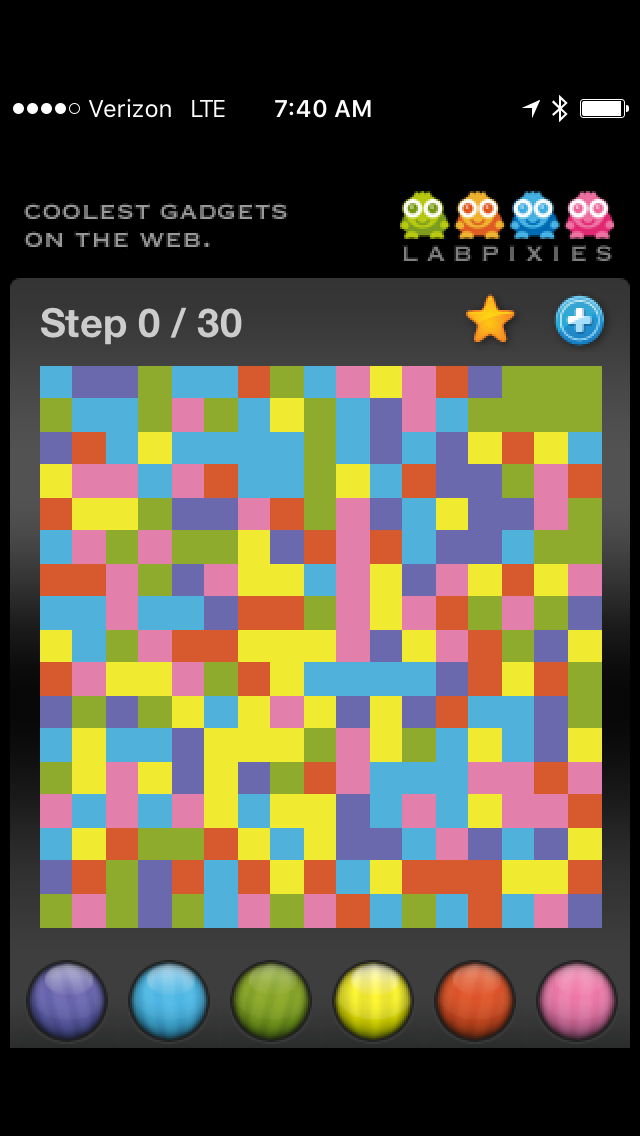 Verizon LTE 7:40 AM
COOLEST GADGETS
ON THE WEB.
LABPIXIES
Step 0 / 30